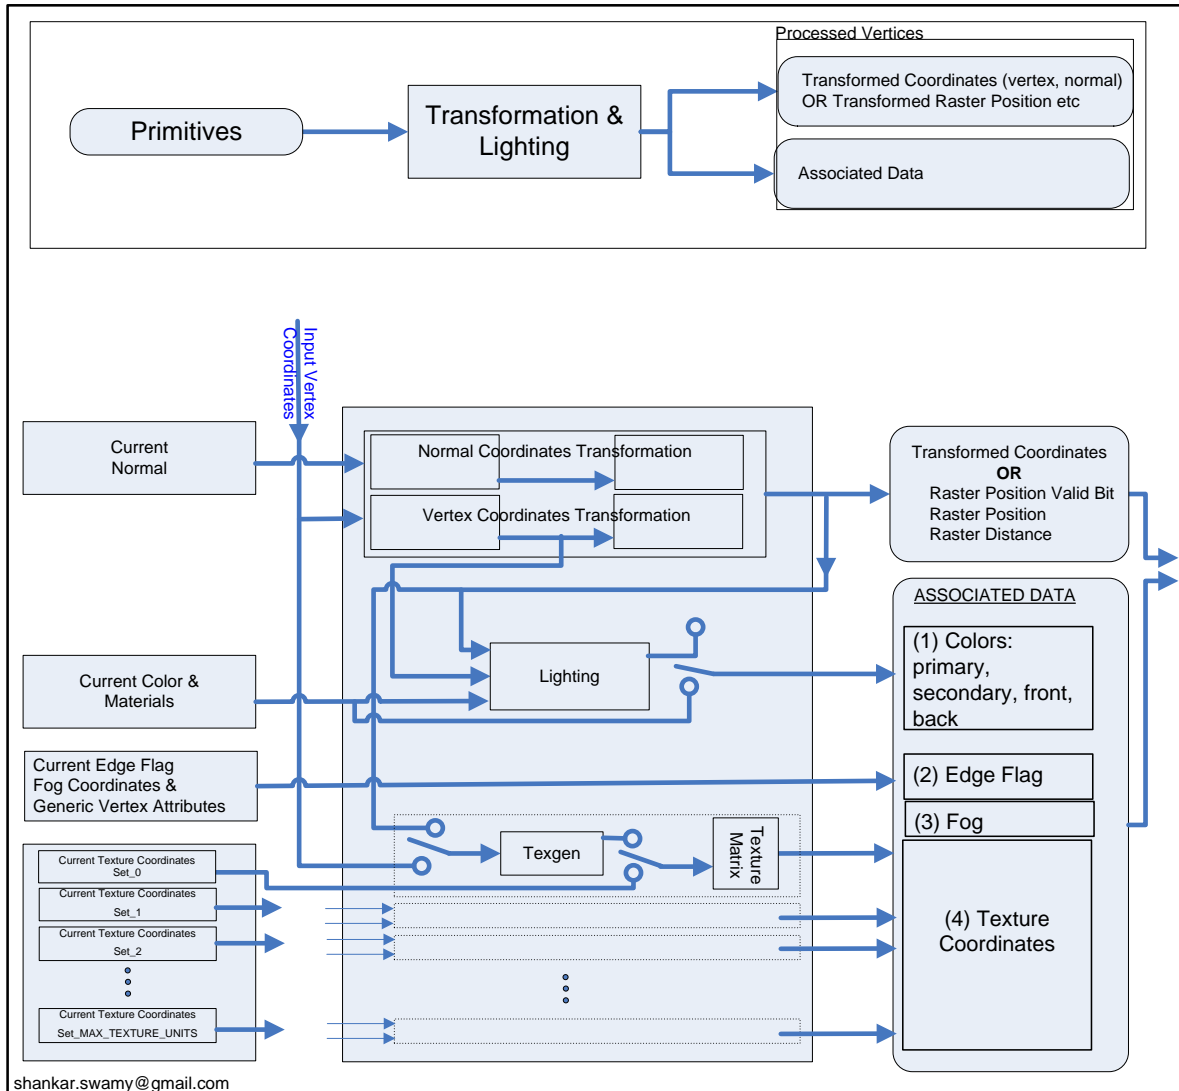 Processed Vertices
Primitives
Transformation &
Lighting
Transformed Coordinates (vertex, normal)
OR Transformed Raster Position etc
Associated Data
Input Vertex
Coordinates
Current
Normal
Normal Coordinates Transformation
Vertex Coordinates Transformation
Transformed Coordinates
OR
Raster Position Valid Bit
Raster Position
Raster Distance
ASSOCIATED DATA
(1) Colors:
primary,
secondary, front,
back
Current Color &
Materials
Lighting
Current Edge Flag
Fog Coordinates &
Generic Vertex Attributes
(2) Edge Flag
(3) Fog
Texgen
Texture
Matrix
Current Texture Coordinates
Set_0
Current Texture Coordinates
Set_1
Current Texture Coordinates
Set_2
Current Texture Coordinates
Set_MAX_TEXTURE_UNITS
(4) Texture
Coordinates
shankar.swamy@gmail.com